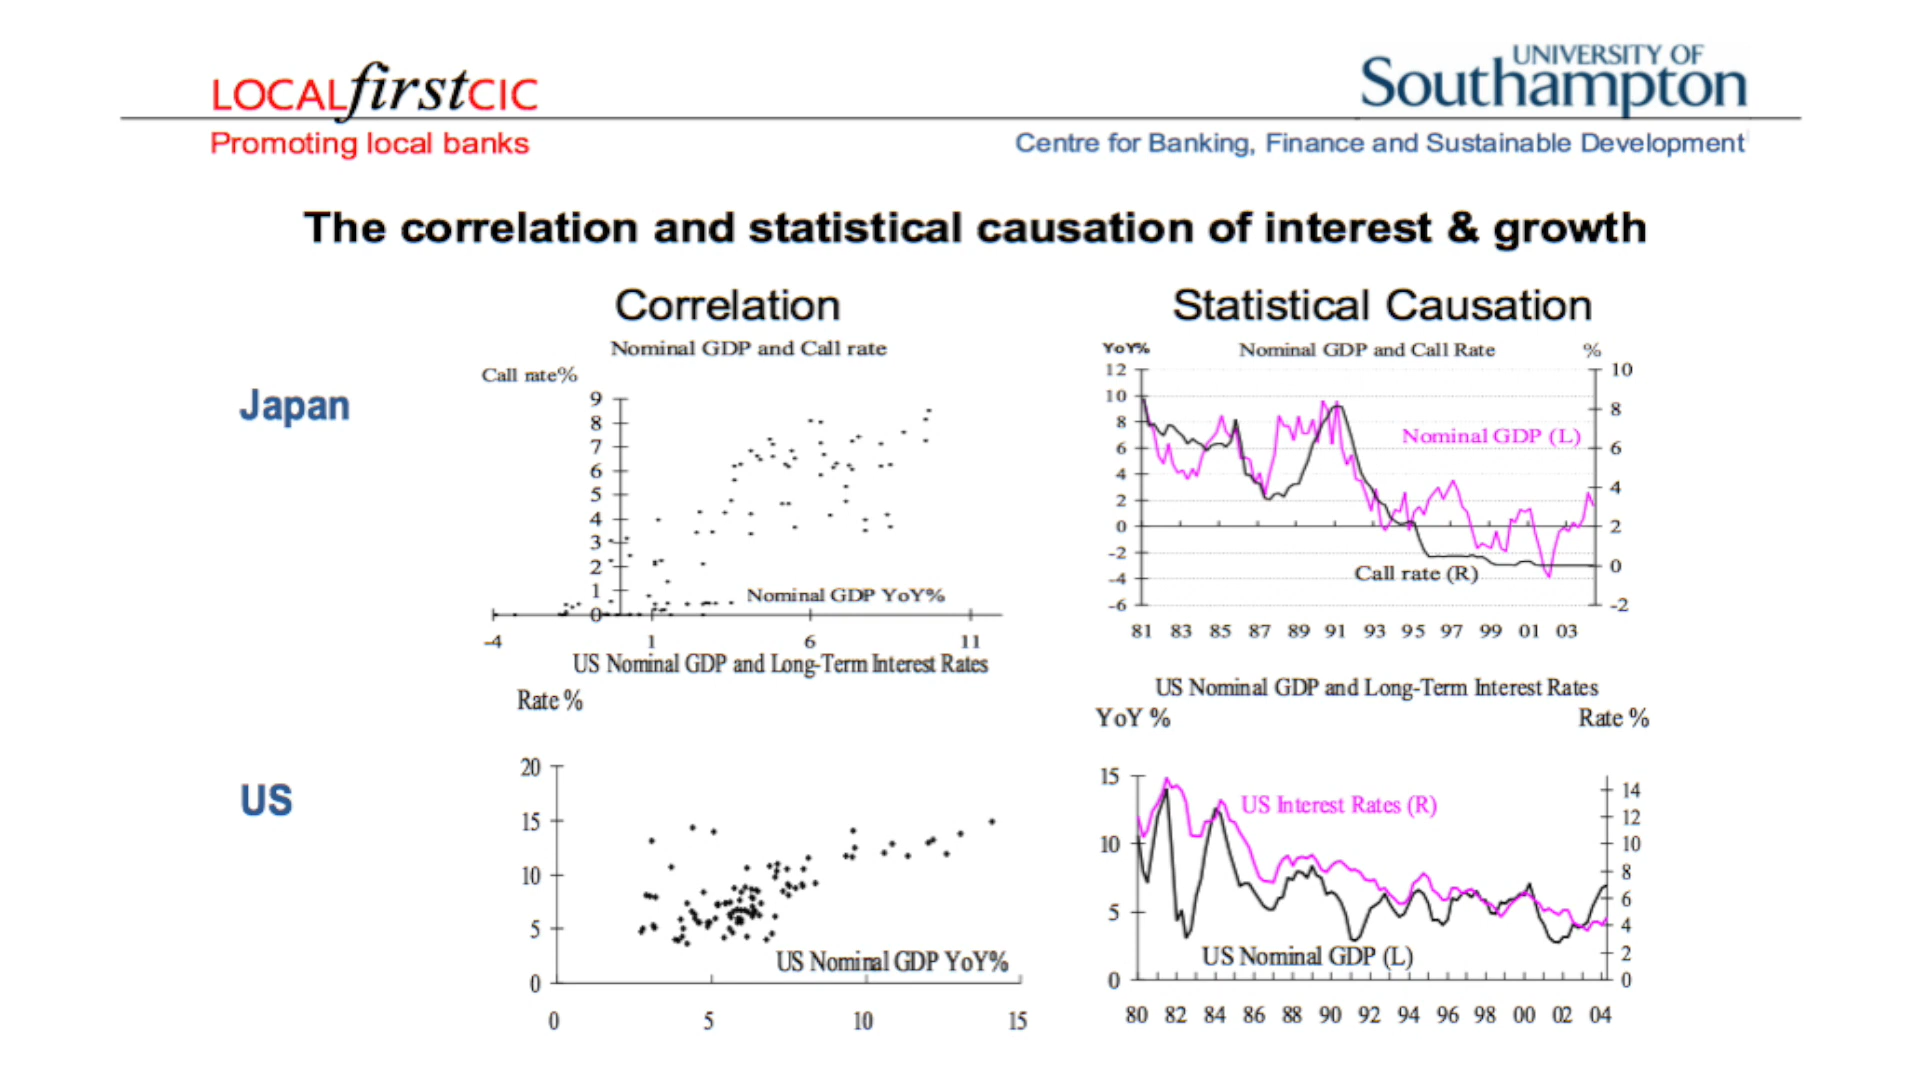 LOCALfirstCIC
UNIVERSITY OF
Southampton
Promoting local banks
Centre for Banking, Finance and Sustainable Development
The correlation and statistical causation of interest & growth
Correlation
Statistical Causation
Japan
Nominal GDP and Call rate
Call rate%
9
8
7
6
5
4
3
2
1
0
Nominal GDP YoY%
-4 1 6 11
YoY% Nominal GDP and Call Rate %
12 10
10
8 8
6 6
4 4
2
0 2
-2
-4 0
-6 -2
Nominal GDP (L)
Call rate (R)
81 83 85 87 89 91 93 95 97 99 01 03
US
US Nominal GDP and Long-Term Interest Rates
Rate %
20
15
10
5
0
US Nominal GDP YoY%
0 5 10 15
US Nominal GDP and Long-Term Interest Rates
YoY % Rate %
15
10
5
0
US Interest Rates (R)
US Nominal GDP (L)
14
12
10
8
6
4
2
0
80 82 84 86 88 90 92 94 96 98 00 02 04